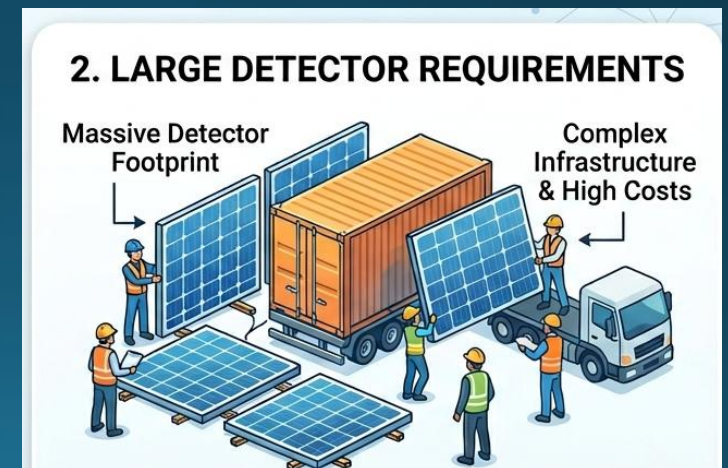 2. LARGE DETECTOR REQUIREMENTS
Massive Detector
Footprint
Complex
Infrastructure
& High Costs